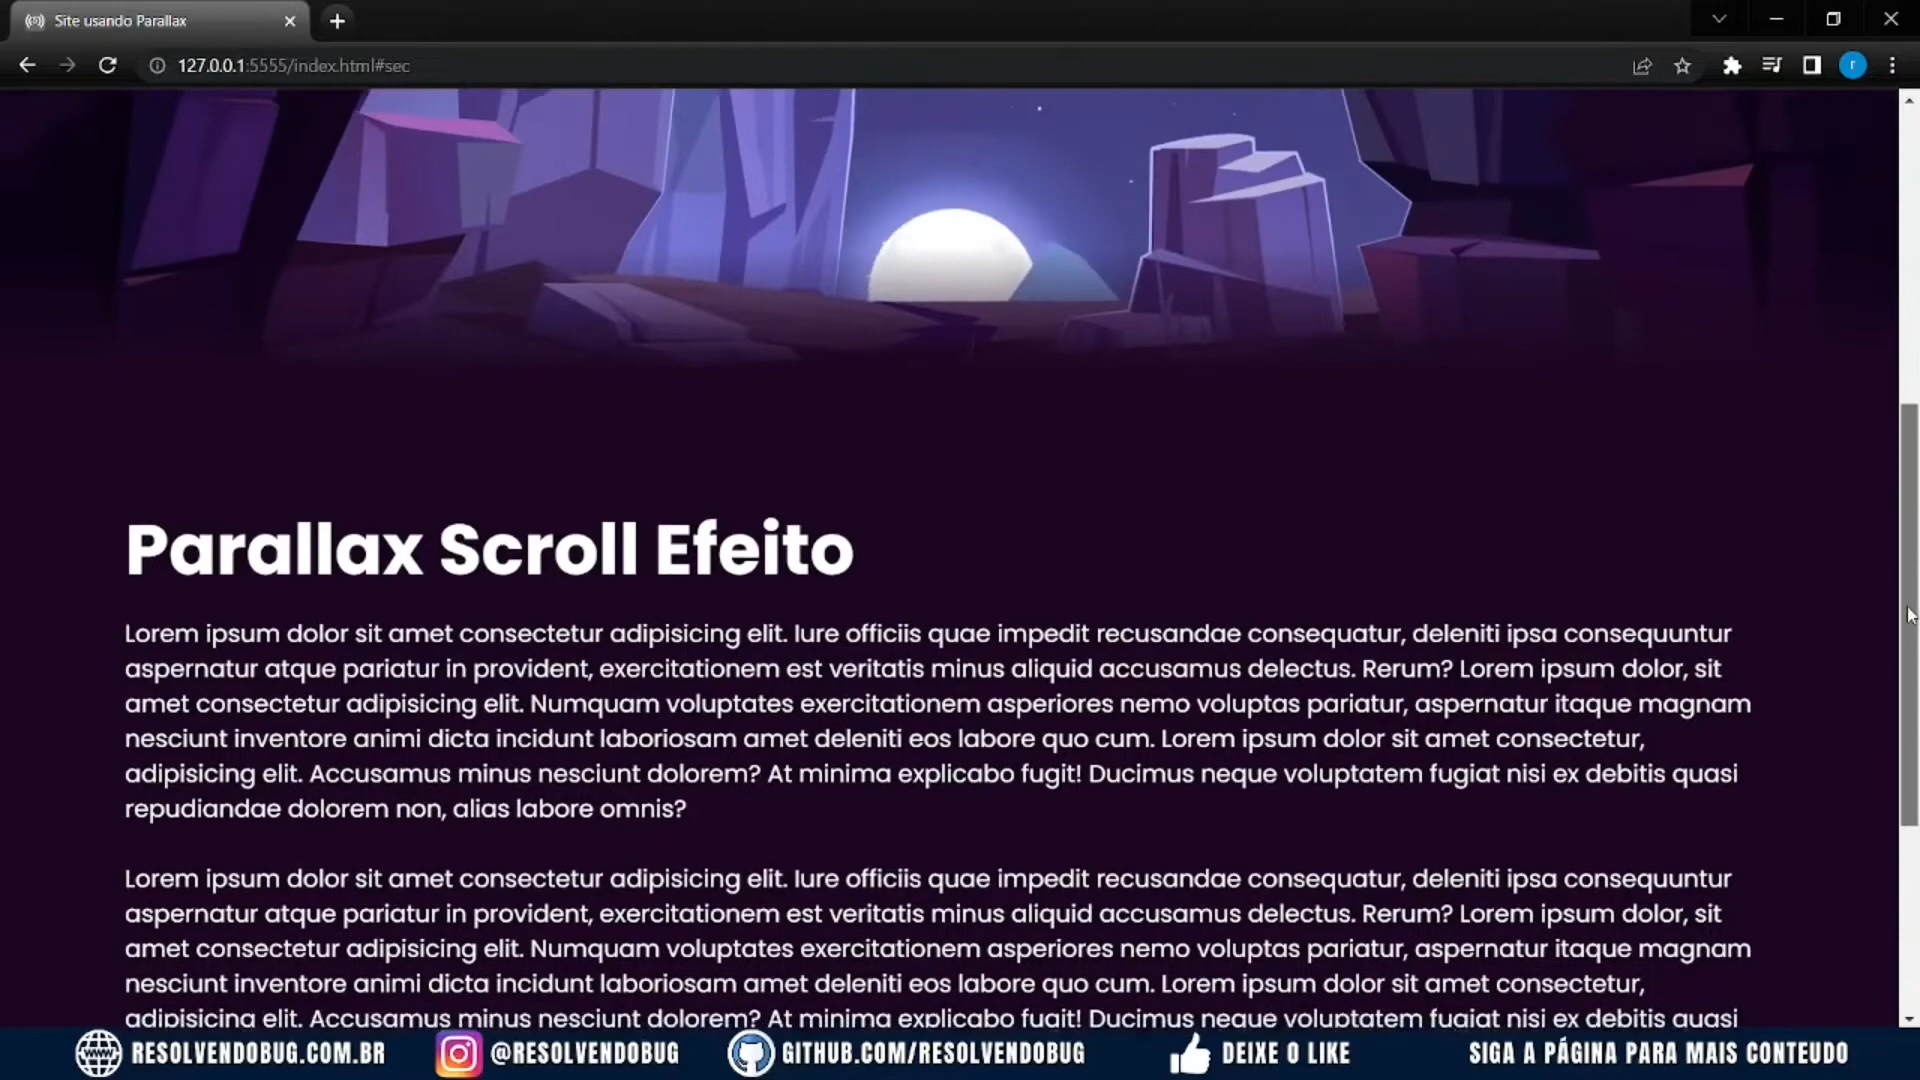 Site usando Parallax
127.0.0.1:5555/index.html#sec
r
Parallax Scroll Efeito
Lorem ipsum dolor sit amet consectetur adipisicing elit. Iure officiis quae impedit recusandae consequatur, deleniti ipsa consequuntur
aspernatur atque pariatur in provident, exercitationem est veritatis minus aliquid accusamus delectus. Rerum? Lorem ipsum dolor, sit
amet consectetur adipisicing elit. Numquam voluptates exercitationem asperiores nemo voluptas pariatur, aspernatur itaque magnam
nesciunt inventore animi dicta incidunt laboriosam amet deleniti eos labore quo cum. Lorem ipsum dolor sit amet consectetur,
adipisicing elit. Accusamus minus nesciunt dolorem? At minima explicabo fugit! Ducimus neque voluptatem fugiat nisi ex debitis quasi
repudiandae dolorem non, alias labore omnis?
Lorem ipsum dolor sit amet consectetur adipisicing elit. Iure officiis quae impedit recusandae consequatur, deleniti ipsa consequuntur
aspernatur atque pariatur in provident, exercitationem est veritatis minus aliquid accusamus delectus. Rerum? Lorem ipsum dolor, sit
amet consectetur adipisicing elit. Numquam voluptates exercitationem asperiores nemo voluptas pariatur, aspernatur itaque magnam
nesciunt inventore animi dicta incidunt laboriosam amet deleniti eos labore quo cum. Lorem ipsum dolor sit amet consectetur,
adipisicing elit. Accusamus minus nesciunt dolorem? At minima explicabo fugit! Ducimus neque voluptatem fugiat nisi ex debitis quasi
WWW RESOLVENDOBUG.COM.BR @RESOLVENDOBUG GITHUB.COM/RESOLVENDOBUG DEIXE O LIKE SIGA A PÁGINA PARA MAIS CONTEUDO